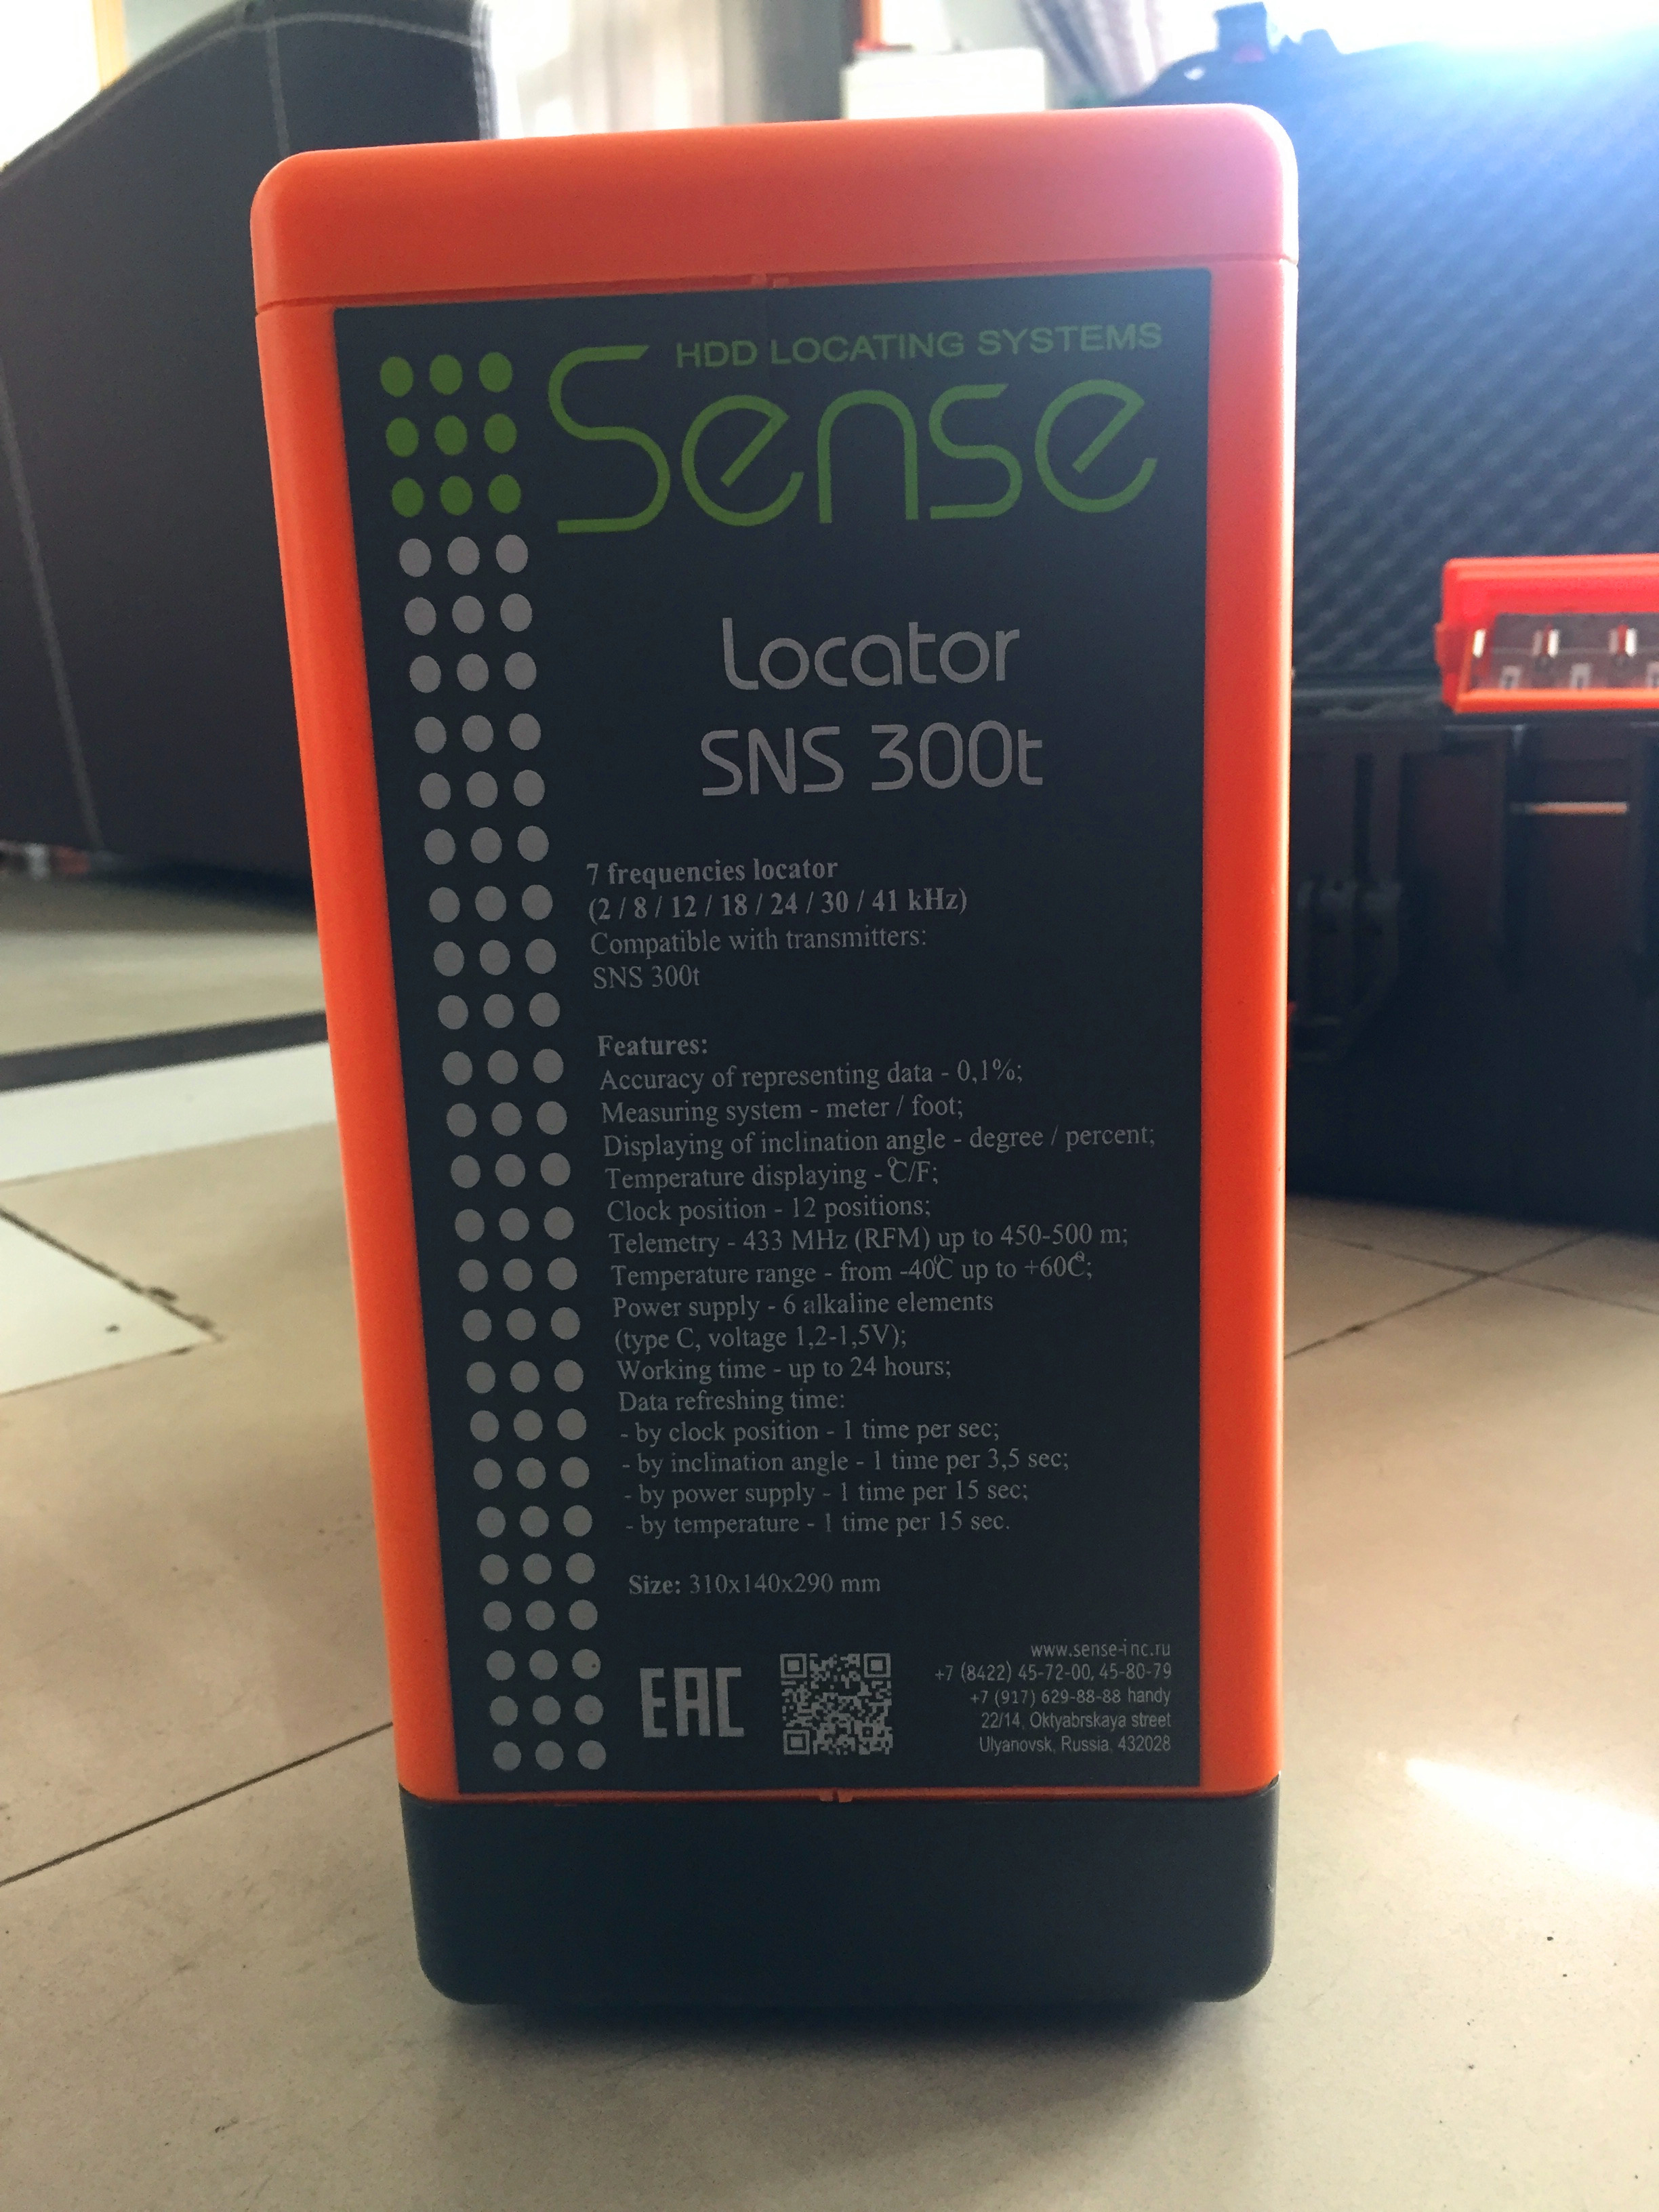 HDD LOCATING SYSTEMS
Sense
Locator
SNS 300t
7 frequencies locator
(2 / 8 / 12 / 18 / 24 / 30 / 41 kHz)
Compatible with transmitters:
SNS 300t
Features:
Accuracy of representing data - 0,1%;
Measuring system - meter / foot;
Displaying of inclination angle - degree / percent;
Temperature displaying - °C/F;
Clock position - 12 positions;
Telemetry - 433 MHz (RFM) up to 450-500 m;
Temperature range - from -40°C up to +60°C;
Power supply - 6 alkaline elements
(type C, voltage 1,2-1,5V);
Working time - up to 24 hours;
Data refreshing time:
- by clock position - 1 time per sec;
- by inclination angle - 1 time per 3,5 sec;
- by power supply - 1 time per 15 sec;
- by temperature - 1 time per 15 sec.
Size: 310x140x290 mm
EAC
www.sense-inc.ru
+7 (8422) 45-72-00, 45-80-79
+7 (917) 629-88-88 handy
22/14, Oktyabrskaya street
Ulyanovsk, Russia, 432028